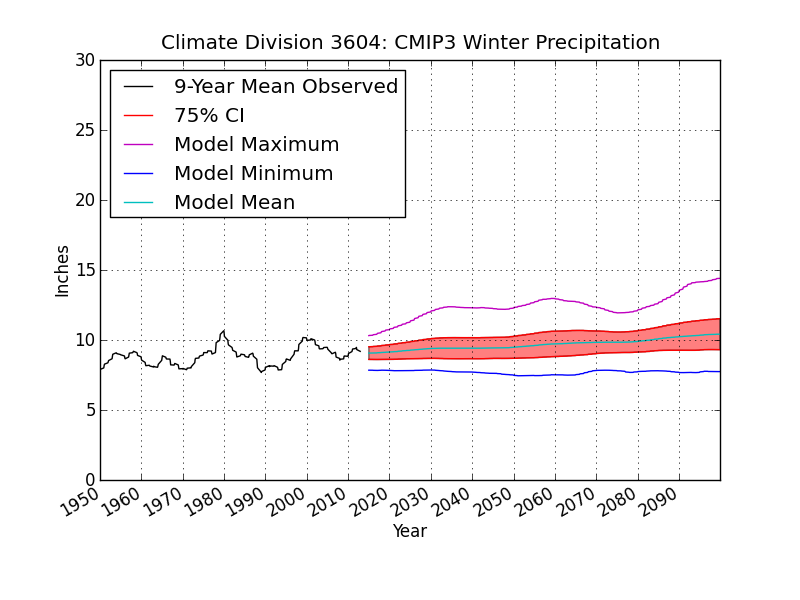 Climate Division 3604: CMIP3 Winter Precipitation
30
25
20
15
10
5
0
Inches
9-Year Mean Observed
75% CI
Model Maximum
Model Minimum
Model Mean
1950 1960 1970 1980 1990 2000 2010 2020 2030 2040 2050 2060 2070 2080 2090
Year